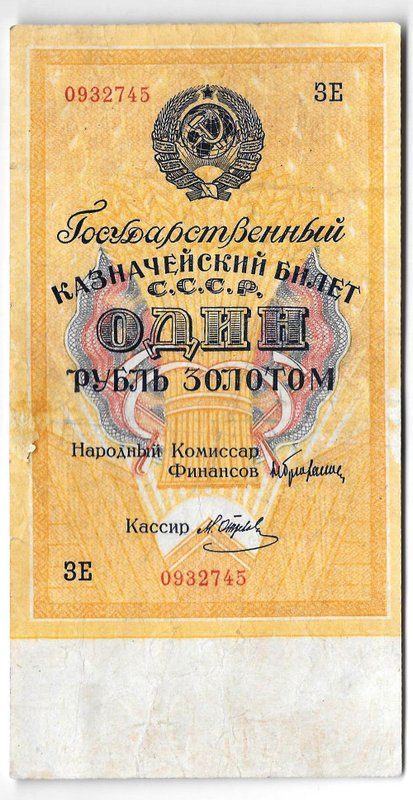 0932745 ЗЕ
Государственный
КАЗНАЧЕЙСКИЙ БИЛЕТ
С.С.С.Р.
ОДИН
РУБЛЬ ЗОЛОТОМ
Народный Комиссар
Финансов
Кассир
ЗЕ 0932745